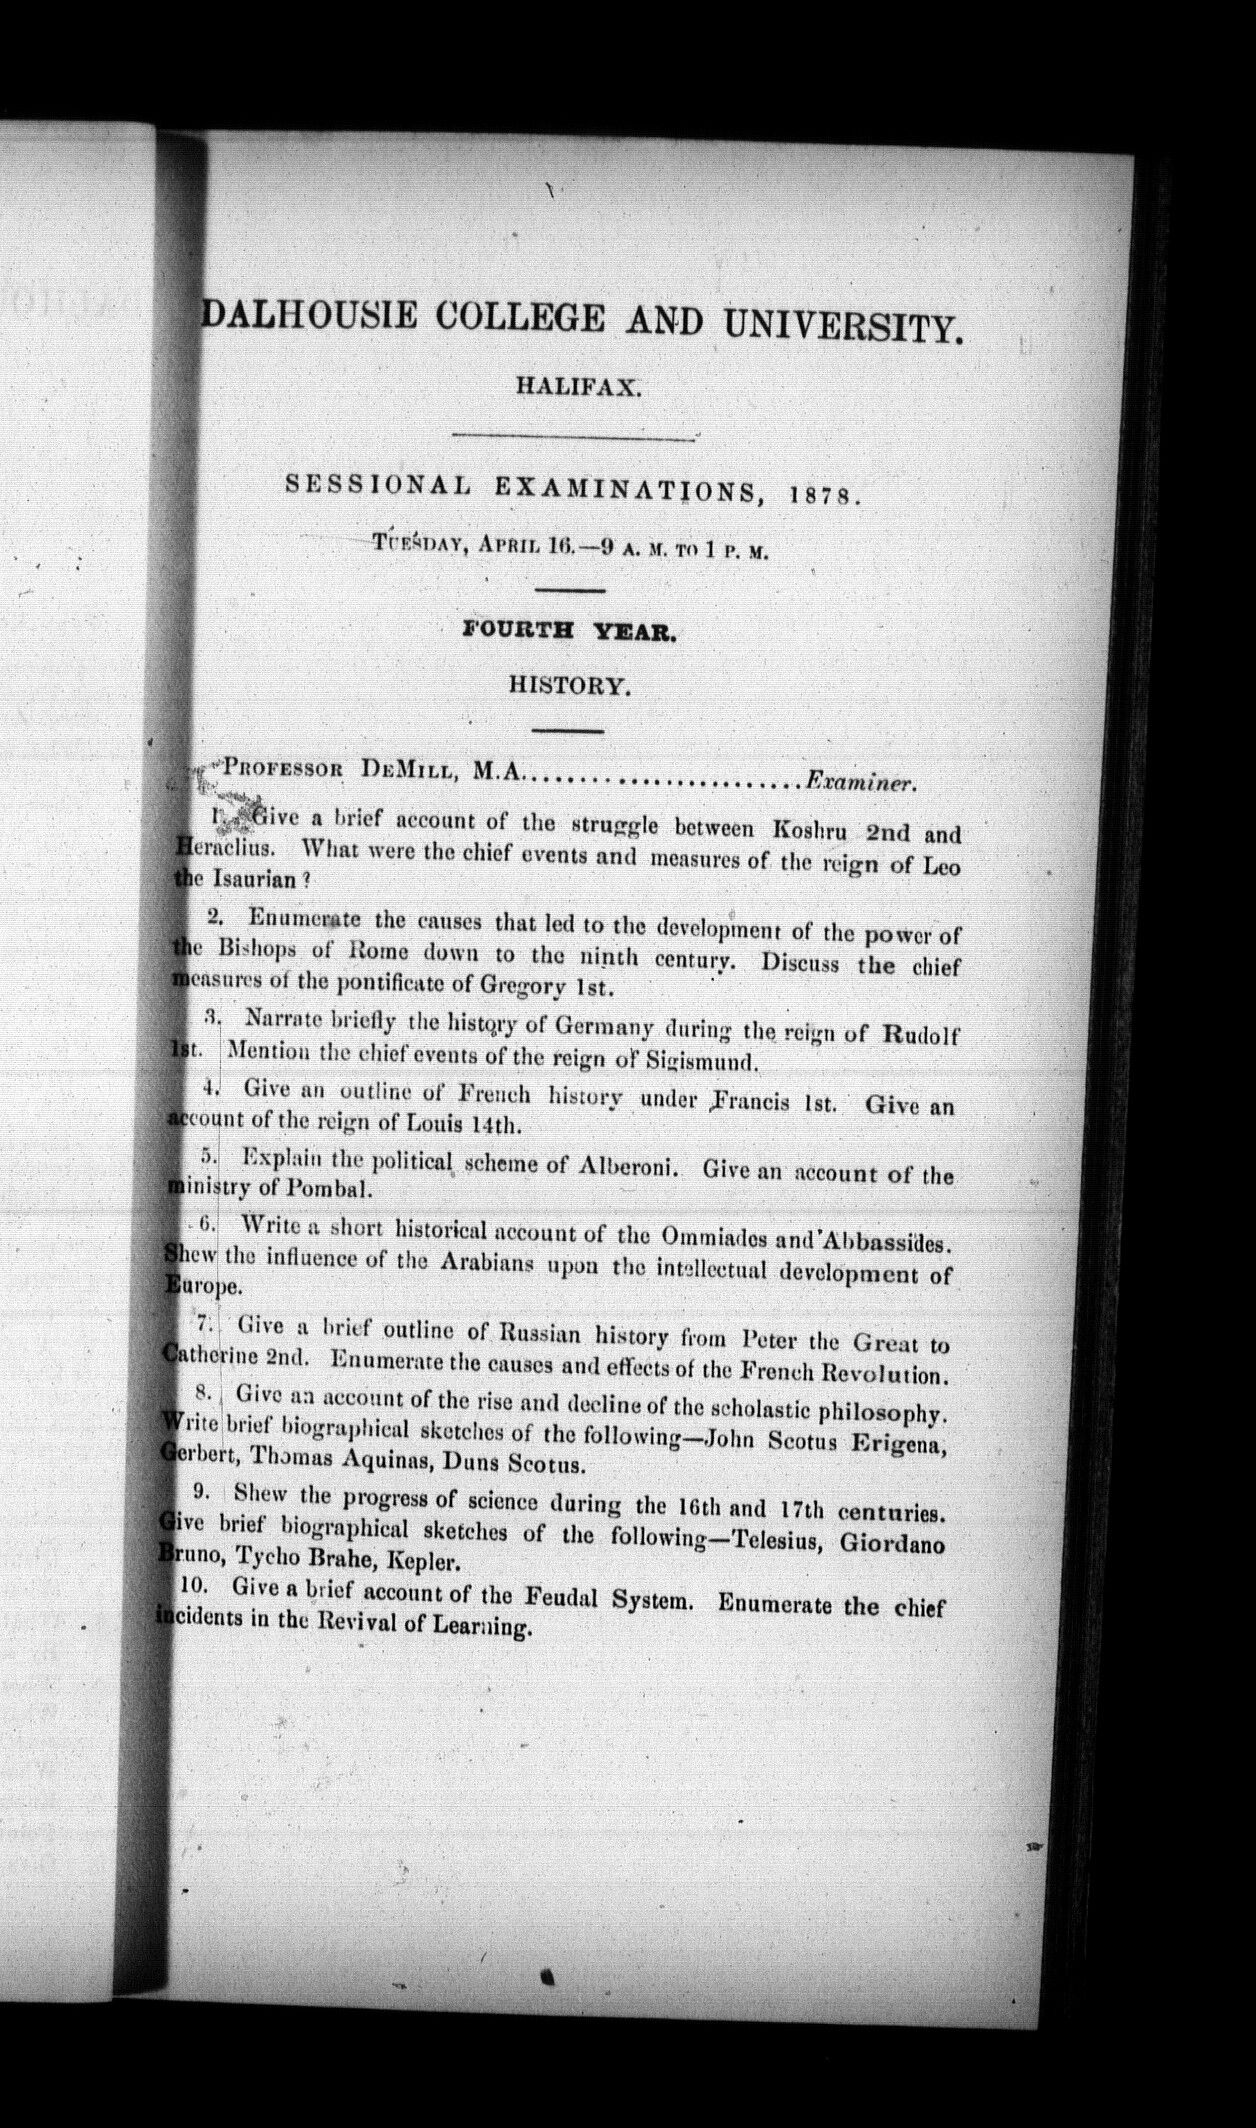 DALHOUSIE COLLEGE AND UNIVERSITY.
HALIFAX.
SESSIONAL EXAMINATIONS, 1878.
TUESDAY, APRIL 16.—9 A. M. TO 1 P. M.
FOURTH YEAR.
HISTORY.
PROFESSOR DEMILL, M.A.........................Examiner.
1. Give a brief account of the struggle between Koshru 2nd and
Heraclius. What were the chief events and measures of the reign of Leo
the Isaurian?
2. Enumerate the causes that led to the development of the power of
the Bishops of Rome down to the ninth century. Discuss the chief
measures of the pontificate of Gregory 1st.
3. Narrate briefly the history of Germany during the reign of Rudolf
1st. Mention the chief events of the reign of Sigismund.
4. Give an outline of French history under Francis 1st. Give an
account of the reign of Louis 14th.
5. Explain the political scheme of Alberoni. Give an account of the
ministry of Pombal.
6. Write a short historical account of the Ommiades and Abbassides.
Shew the influence of the Arabians upon the intellectual development of
Europe.
7. Give a brief outline of Russian history from Peter the Great to
Catherine 2nd. Enumerate the causes and effects of the French Revolution.
8. Give an account of the rise and decline of the scholastic philosophy.
Write brief biographical sketches of the following—John Scotus Erigena,
Gerbert, Thomas Aquinas, Duns Scotus.
9. Shew the progress of science during the 16th and 17th centuries.
Give brief biographical sketches of the following—Telesius, Giordano
Bruno, Tycho Brahe, Kepler.
10. Give a brief account of the Feudal System. Enumerate the chief
incidents in the Revival of Learning.